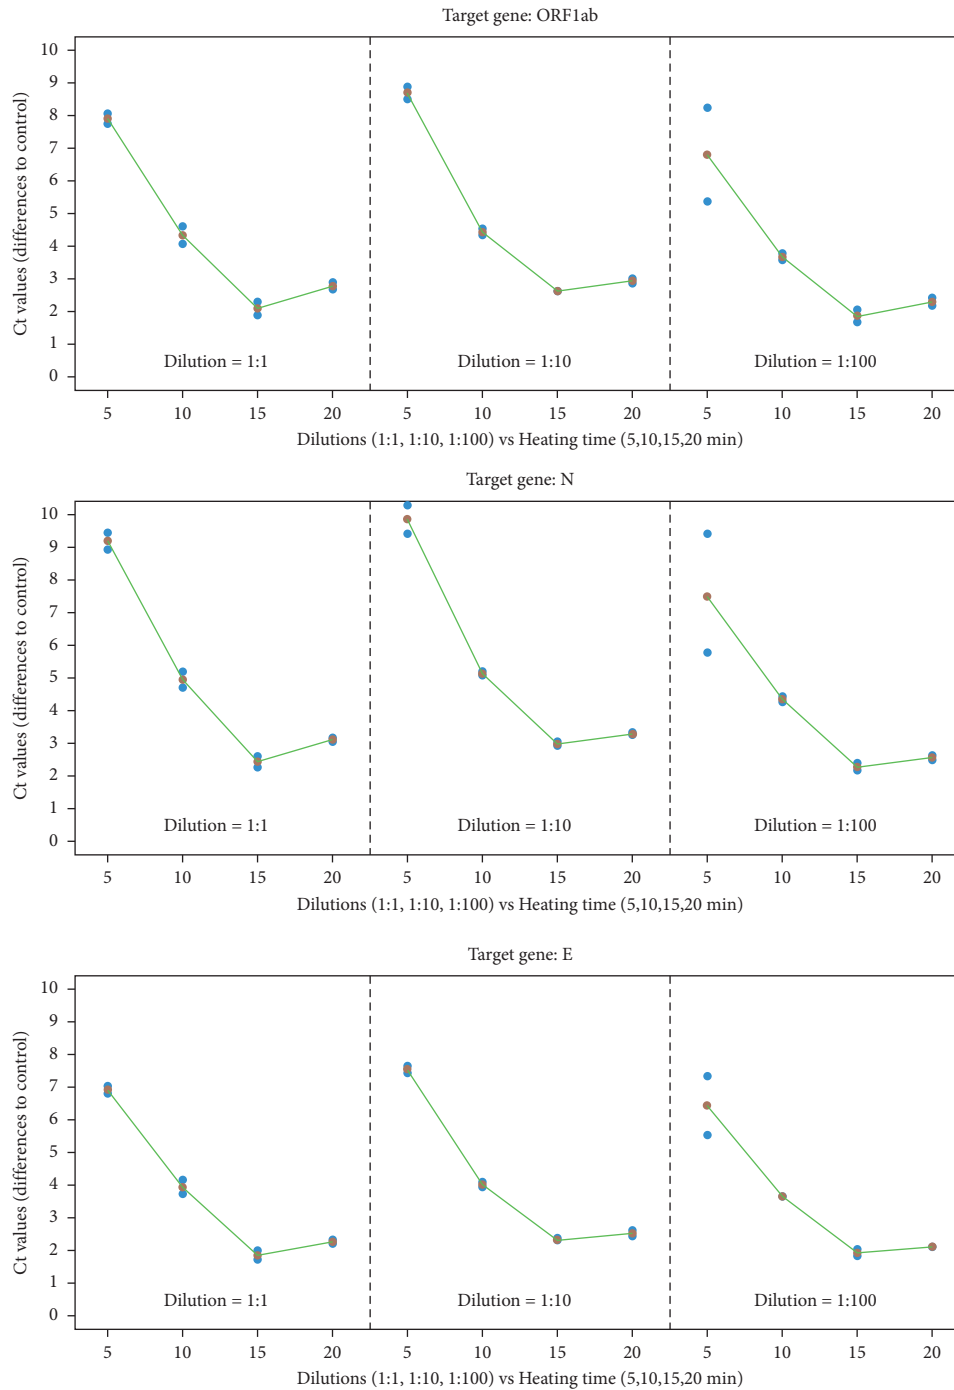 Target gene: ORF1ab
Ct values (differences to control)
10
9
8
7
6
5
4
3
2
1
0
Dilution = 1:1
Dilution = 1:10
Dilution = 1:100
5 10 15 20 5 10 15 20 5 10 15 20
Dilutions (1:1, 1:10, 1:100) vs Heating time (5,10,15,20 min)
Target gene: N
Ct values (differences to control)
10
9
8
7
6
5
4
3
2
1
0
Dilution = 1:1
Dilution = 1:10
Dilution = 1:100
5 10 15 20 5 10 15 20 5 10 15 20
Dilutions (1:1, 1:10, 1:100) vs Heating time (5,10,15,20 min)
Target gene: E
Ct values (differences to control)
10
9
8
7
6
5
4
3
2
1
0
Dilution = 1:1
Dilution = 1:10
Dilution = 1:100
5 10 15 20 5 10 15 20 5 10 15 20
Dilutions (1:1, 1:10, 1:100) vs Heating time (5,10,15,20 min)